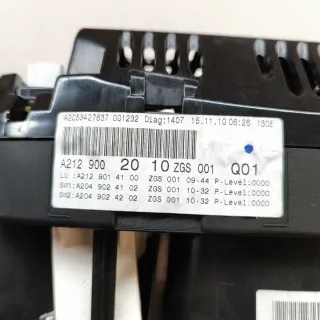 A2C53427637 001232 Diag:1407 15.11.10 06:26 1305
A212 900 20 10 ZGS 001 Q01
LU :A212 901 41 00 ZGS 001 09-44 P-Level:0000
SW1:A204 902 41 02 ZGS 001 10-32 P-Level:0000
SW2:A204 902 42 02 ZGS 001 10-32 P-Level:0000